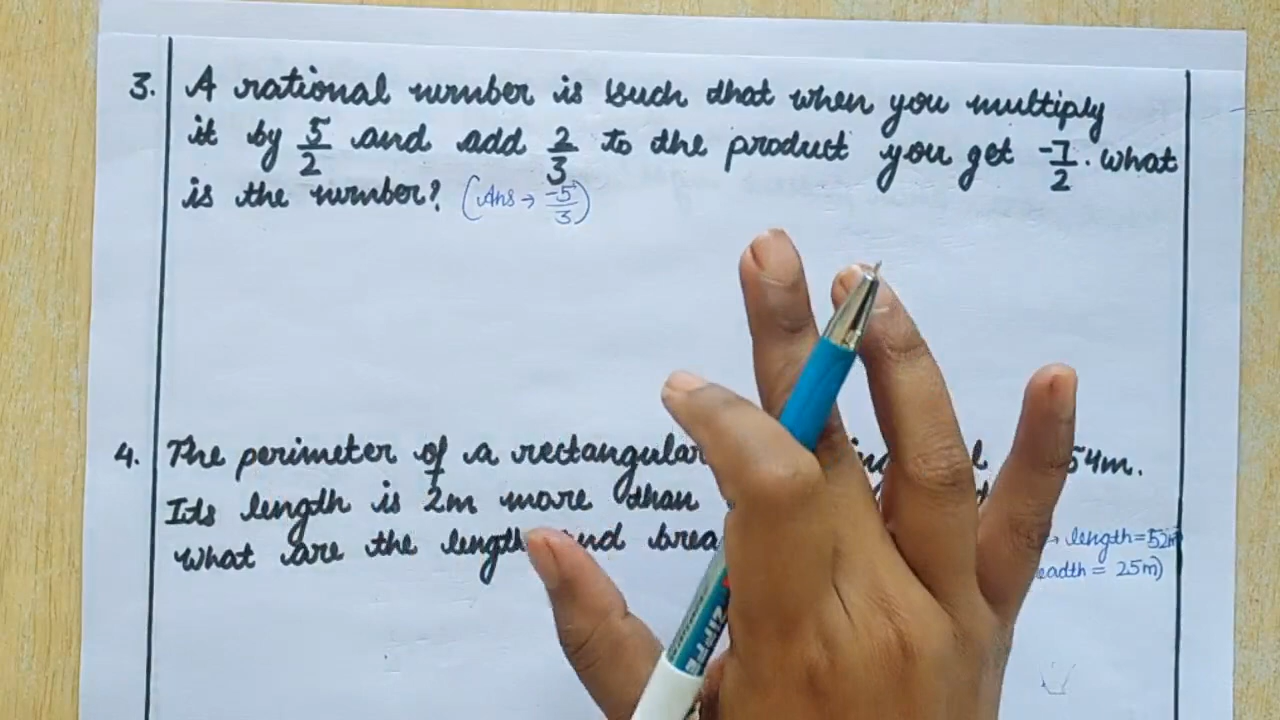 3. A rational number is such that when you multiply
it by 5/2 and add 2/3 to the product you get -7/2. what
is the number? (Ans → -5/3)
4. The perimeter of a rectangular 54m.
Its length is 2m more than
what are the length and brea
→ length=52m
eadth = 25m)
ZIFFE